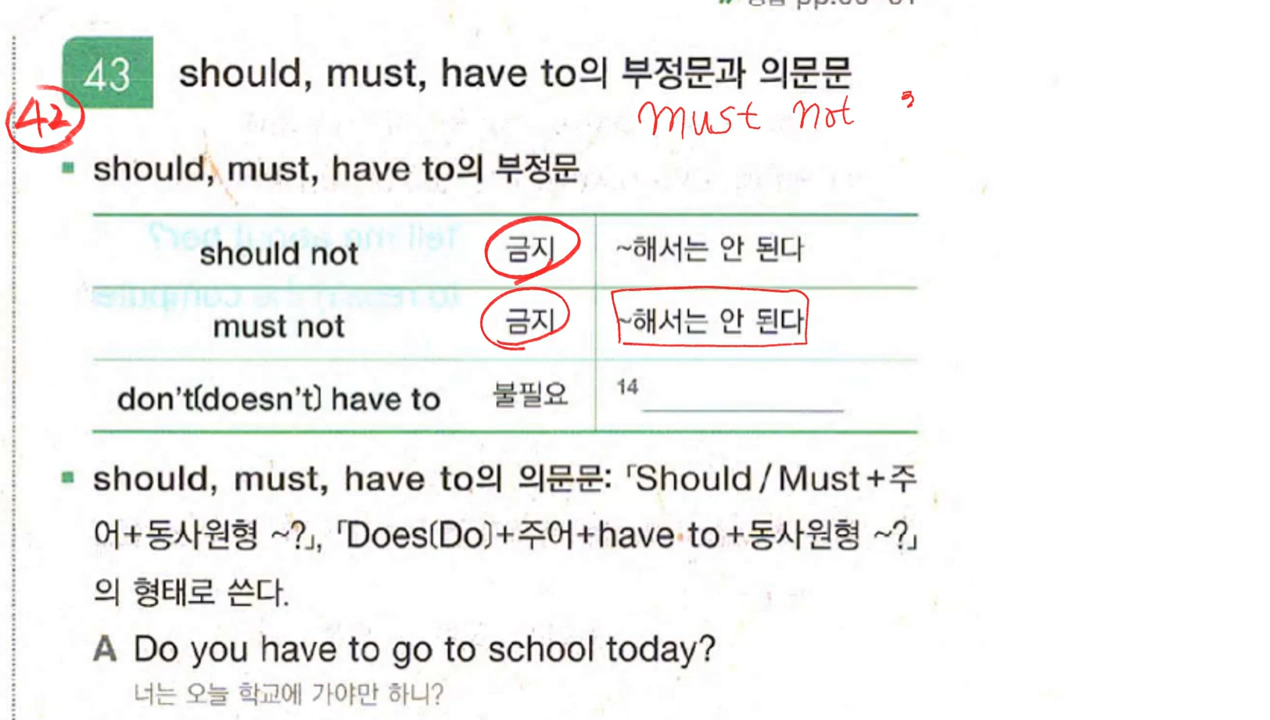 43 should, must, have to의 부정문과 의문문
42 must not
should, must, have to의 부정문
should not 금지 ~해서는 안 된다
must not 금지 ~해서는 안 된다
don't(doesn't) have to 불필요 14
should, must, have to의 의문문: 「Should / Must+주
어+동사원형 ~?」, 「Does(Do)+주어+have to+동사원형 ~?」
의 형태로 쓴다.
A Do you have to go to school today?
너는 오늘 학교에 가야만 하니?